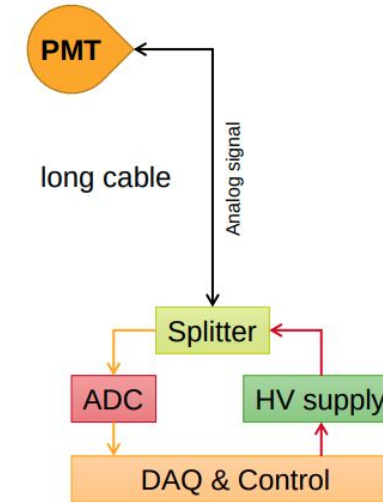 PMT
long cable
Analog signal
Splitter
ADC
HV supply
DAQ & Control